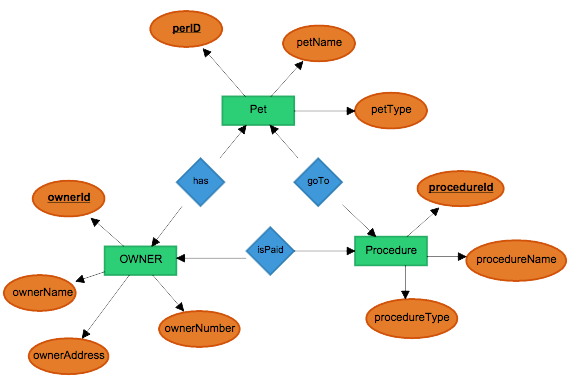 perID
petName
Pet
petType
has
goTo
ownerId
procedureId
isPaid
OWNER
Procedure
procedureName
ownerName
procedureType
ownerNumber
ownerAddress